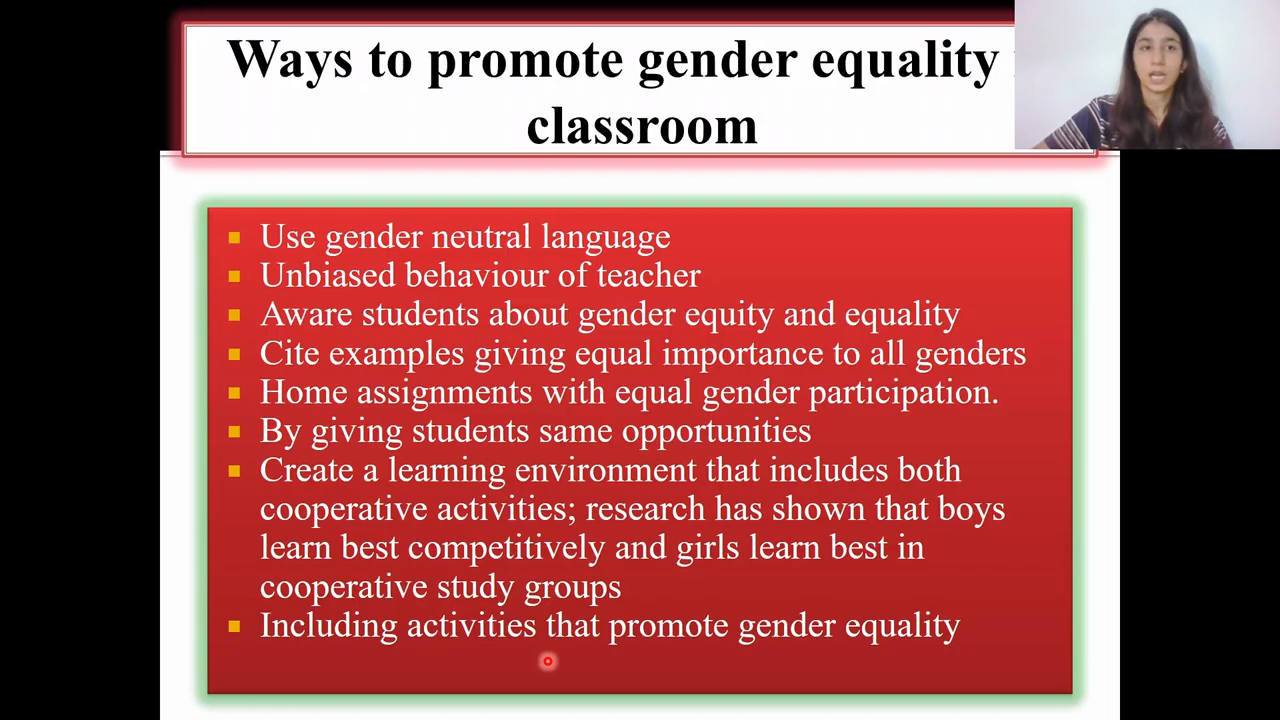 Ways to promote gender equality
classroom
Use gender neutral language
Unbiased behaviour of teacher
Aware students about gender equity and equality
Cite examples giving equal importance to all genders
Home assignments with equal gender participation.
By giving students same opportunities
Create a learning environment that includes both
cooperative activities; research has shown that boys
learn best competitively and girls learn best in
cooperative study groups
Including activities that promote gender equality